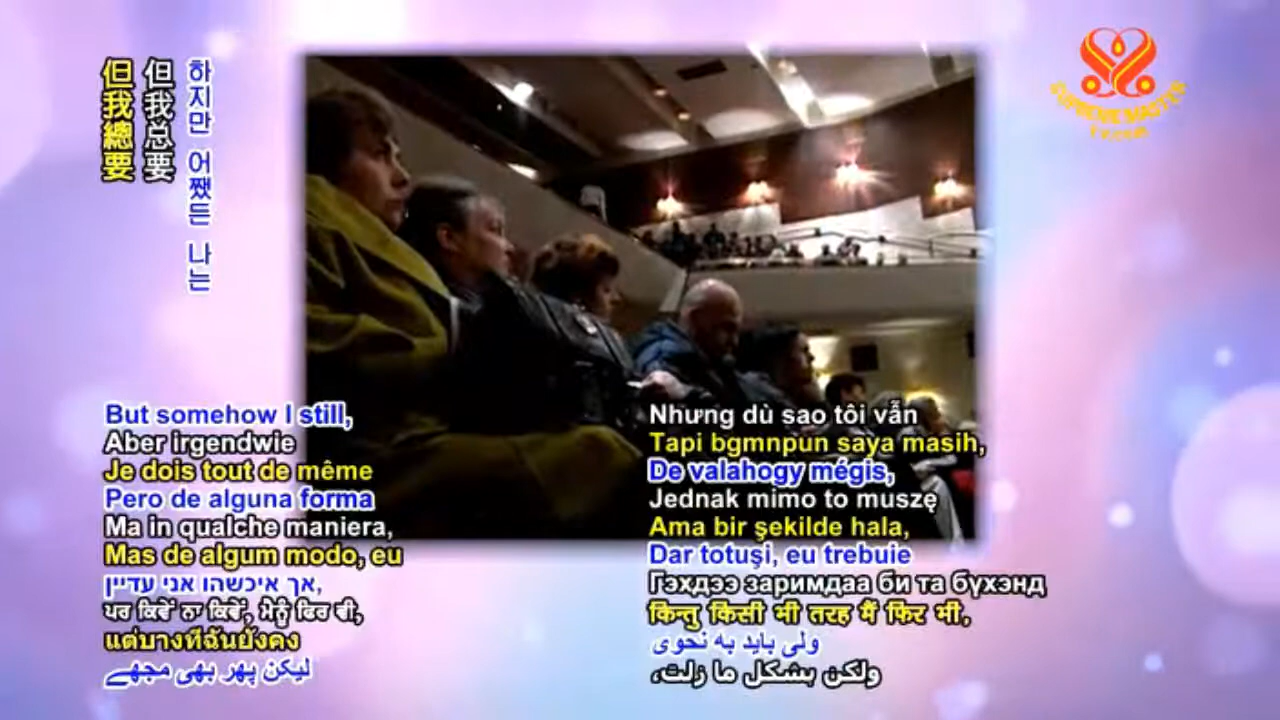 但我總要
但我总要
하지만 어쨌든 나는
SUPREME MASTER
TV.com
But somehow I still,
Aber irgendwie
Je dois tout de même
Pero de alguna forma
Ma in qualche maniera,
Mas de algum modo, eu
אך איכשהו אני עדיין,
ਪਰ ਕਿਵੇਂ ਨਾ ਕਿਵੇਂ, ਮੈਨੂੰ ਫਿਰ ਵੀ,
แต่บางทีฉันยังคง
لیکن پھر بھی مجھے
Nhưng dù sao tôi vẫn
Tapi bgmnpun saya masih,
De valahogy mégis,
Jednak mimo to muszę
Ama bir şekilde hala,
Dar totuşi, eu trebuie
Гэхдээ заримдаа би та бүхэнд
किन्तु किसी भी तरह मैं फिर भी,
ولی باید به نحوی
ولكن بشكل ما زلت،